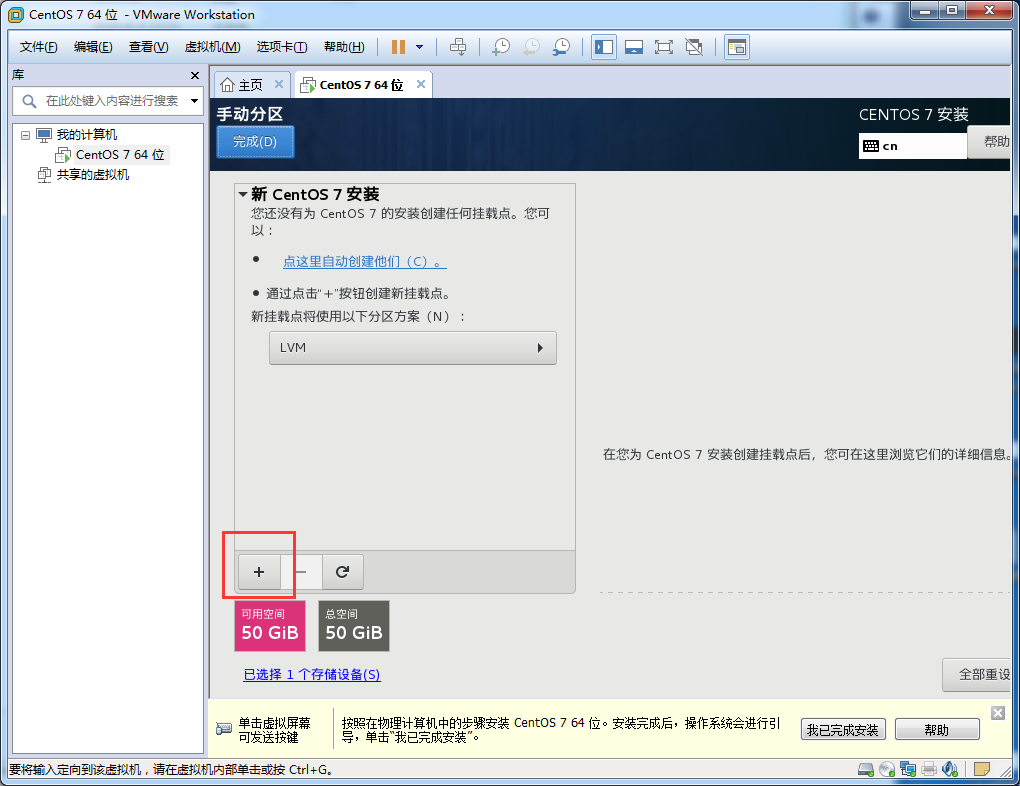 CentOS 7 64 位 - VMware Workstation
文件(F) 编辑(E) 查看(V) 虚拟机(M) 选项卡(T) 帮助(H)
库
在此处键入内容进行搜索
我的计算机
CentOS 7 64 位
共享的虚拟机
主页
CentOS 7 64 位
手动分区
完成(D)
CENTOS 7 安装
cn
帮助
新 CentOS 7 安装
您还没有为 CentOS 7 的安装创建任何挂载点。您可
以：
点这里自动创建他们（C）。
通过点击“+”按钮创建新挂载点。
新挂载点将使用以下分区方案（N）：
LVM
在您为 CentOS 7 安装创建挂载点后，您可在这里浏览它们的详细信息。
+
可用空间
50 GiB
总空间
50 GiB
已选择 1 个存储设备(S)
全部重设
单击虚拟屏幕
可发送按键
按照在物理计算机中的步骤安装 CentOS 7 64 位。安装完成后，操作系统会进行引
导，单击“我已完成安装”。
我已完成安装
帮助
要将输入定向到该虚拟机，请在虚拟机内部单击或按 Ctrl+G。